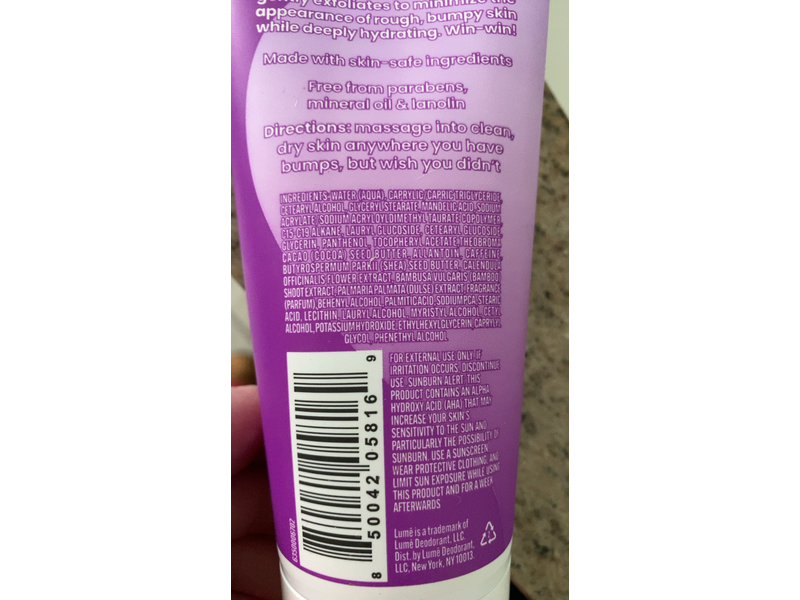 gently exfoliates to minimize the
appearance of rough, bumpy skin
while deeply hydrating. Win-win!
Made with skin-safe ingredients
Free from parabens,
mineral oil & lanolin
Directions: massage into clean,
dry skin anywhere you have
bumps, but wish you didn't
INGREDIENTS: WATER (AQUA), CAPRYLIC/CAPRIC TRIGLYCERIDE,
CETEARYL ALCOHOL, GLYCERYL STEARATE, MANDELIC ACID, SODIUM
ACRYLATE, SODIUM ACRYLOYLDIMETHYL TAURATE COPOLYMER,
C15-C19 ALKANE, LAURYL GLUCOSIDE, CETEARYL GLUCOSIDE,
GLYCERIN, PANTHENOL, TOCOPHERYL ACETATE, THEOBROMA
CACAO (COCOA) SEED BUTTER, ALLANTOIN, CAFFEINE,
BUTYROSPERMUM PARKII (SHEA) SEED BUTTER, CALENDULA
OFFICINALIS FLOWER EXTRACT, BAMBUSA VULGARIS (BAMBOO)
SHOOT EXTRACT, PALMARIA PALMATA (DULSE) EXTRACT, FRAGRANCE
(PARFUM), BEHENYL ALCOHOL, PALMITIC ACID, SODIUM PCA, STEARIC
ACID, LECITHIN, LAURYL ALCOHOL, MYRISTYL ALCOHOL, CETYL
ALCOHOL, POTASSIUM HYDROXIDE, ETHYLHEXYLGLYCERIN, CAPRYLYL
GLYCOL, PHENETHYL ALCOHOL
FOR EXTERNAL USE ONLY. IF
IRRITATION OCCURS, DISCONTINUE
USE. SUNBURN ALERT: THIS
PRODUCT CONTAINS AN ALPHA
HYDROXY ACID (AHA) THAT MAY
INCREASE YOUR SKIN'S
SENSITIVITY TO THE SUN AND
PARTICULARLY THE POSSIBILITY OF
SUNBURN. USE A SUNSCREEN,
WEAR PROTECTIVE CLOTHING, AND
LIMIT SUN EXPOSURE WHILE USING
THIS PRODUCT AND FOR A WEEK
AFTERWARDS
8 50042 05816 9
6350006702
Lumē is a trademark of
Lumē Deodorant, LLC.
Dist. by Lumē Deodorant,
LLC, New York, NY 10013.